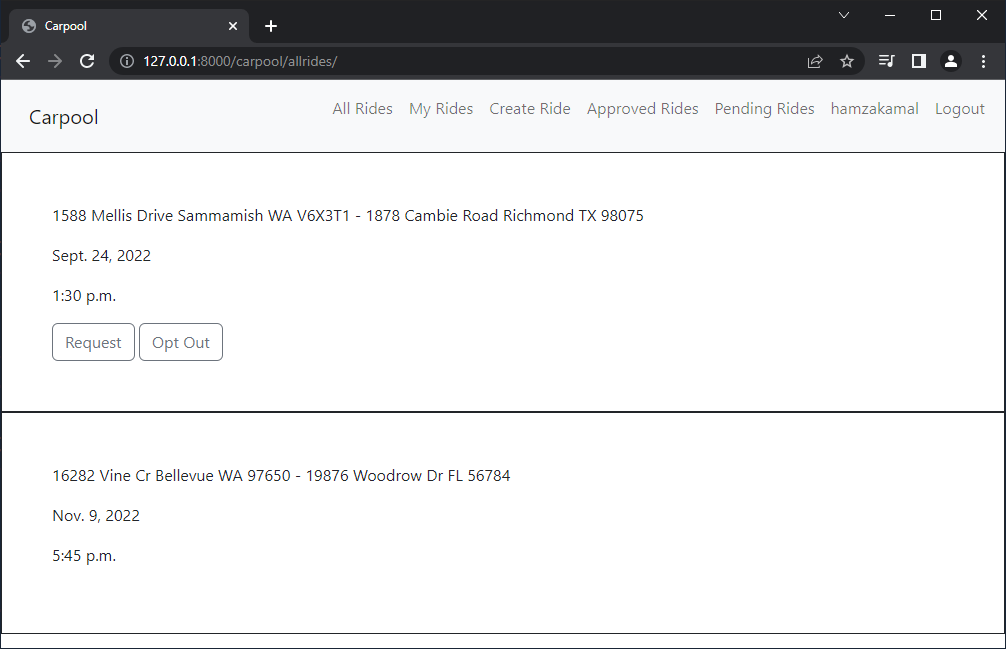 Carpool
127.0.0.1:8000/carpool/allrides/
Carpool All Rides My Rides Create Ride Approved Rides Pending Rides hamzakamal Logout
1588 Mellis Drive Sammamish WA V6X3T1 - 1878 Cambie Road Richmond TX 98075
Sept. 24, 2022
1:30 p.m.
Request Opt Out
16282 Vine Cr Bellevue WA 97650 - 19876 Woodrow Dr FL 56784
Nov. 9, 2022
5:45 p.m.